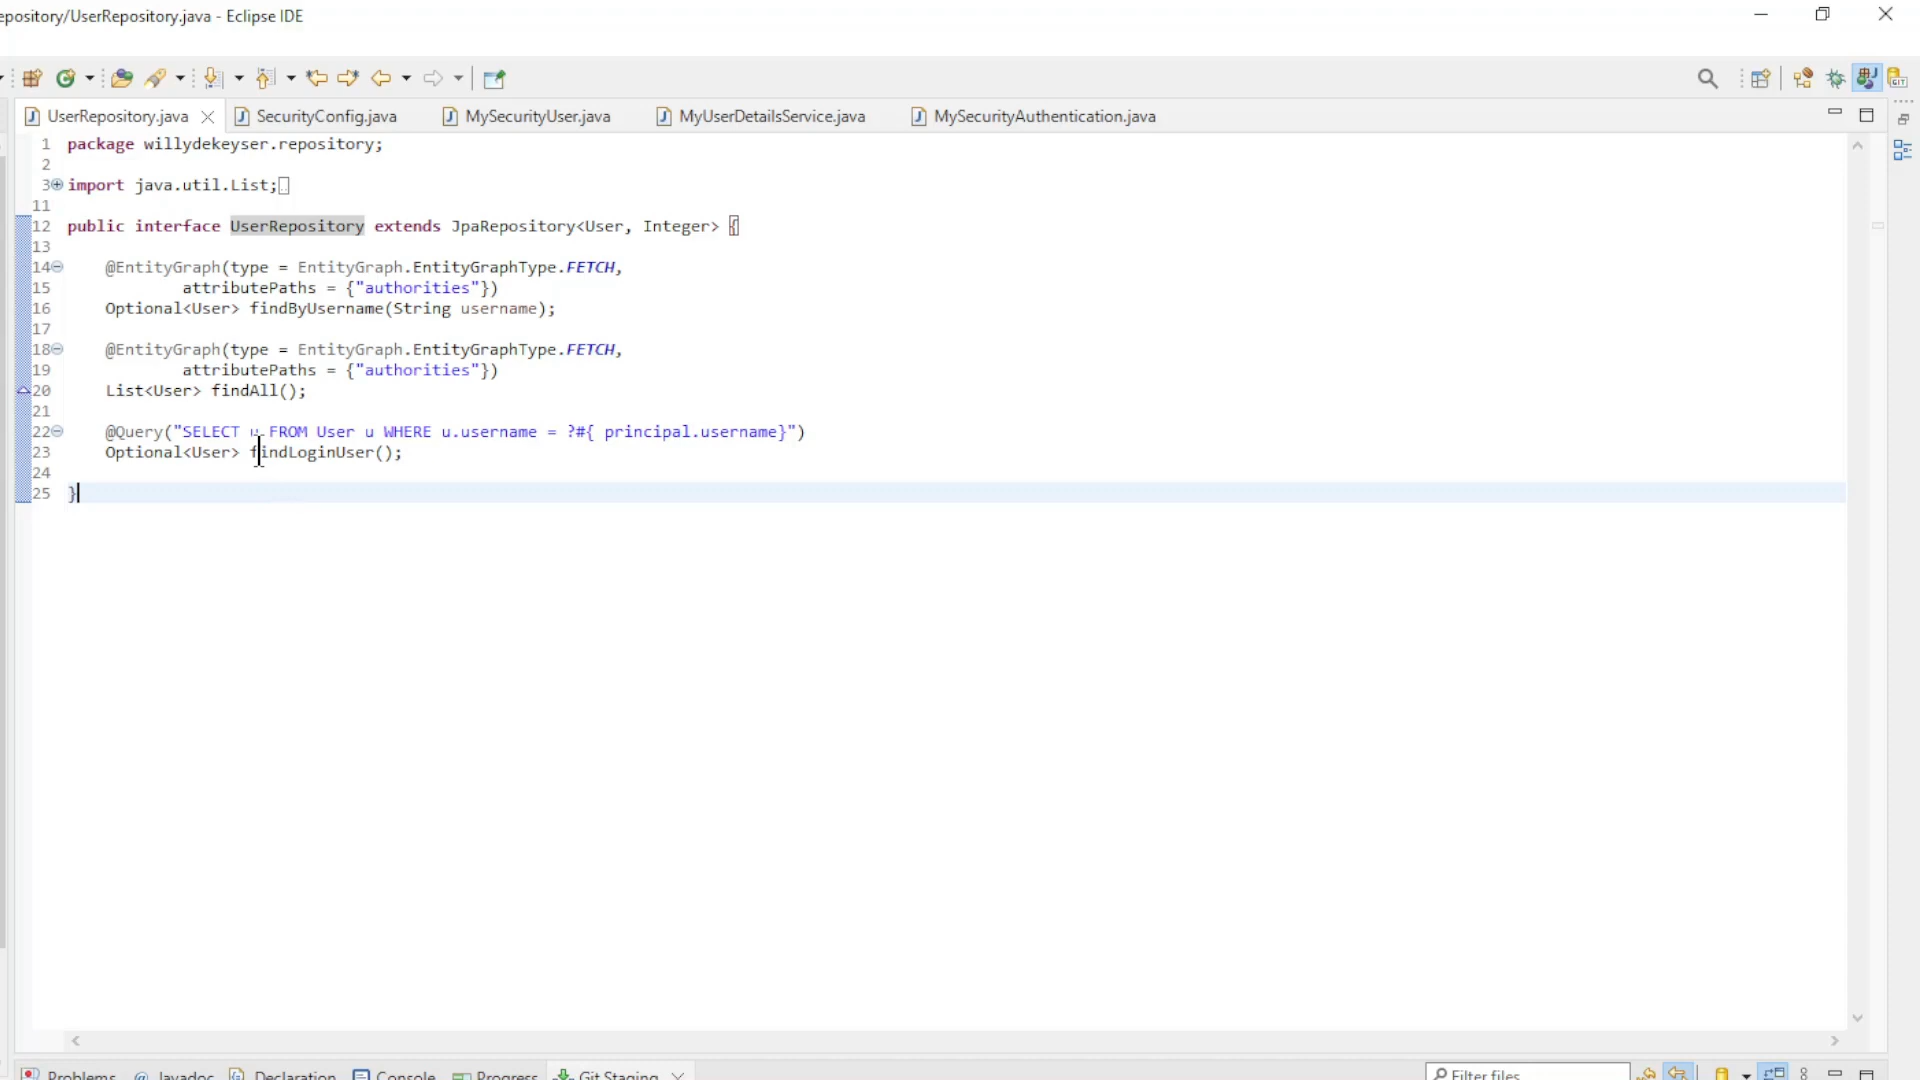 epository/UserRepository.java - Eclipse IDE
UserRepository.java SecurityConfig.java MySecurityUser.java MyUserDetailsService.java MySecurityAuthentication.java
1 package willydekeyser.repository;
2
3 import java.util.List;
11
12 public interface UserRepository extends JpaRepository<User, Integer> {
13
14 @EntityGraph(type = EntityGraph.EntityGraphType.FETCH,
15 attributePaths = {"authorities"})
16 Optional<User> findByUsername(String username);
17
18 @EntityGraph(type = EntityGraph.EntityGraphType.FETCH,
19 attributePaths = {"authorities"})
20 List<User> findAll();
21
22 @Query("SELECT u FROM User u WHERE u.username = ?#{ principal.username}")
23 Optional<User> findLoginUser();
24
25 }
Problems @ Javadoc Declaration Console Progress Git Staging Filter files